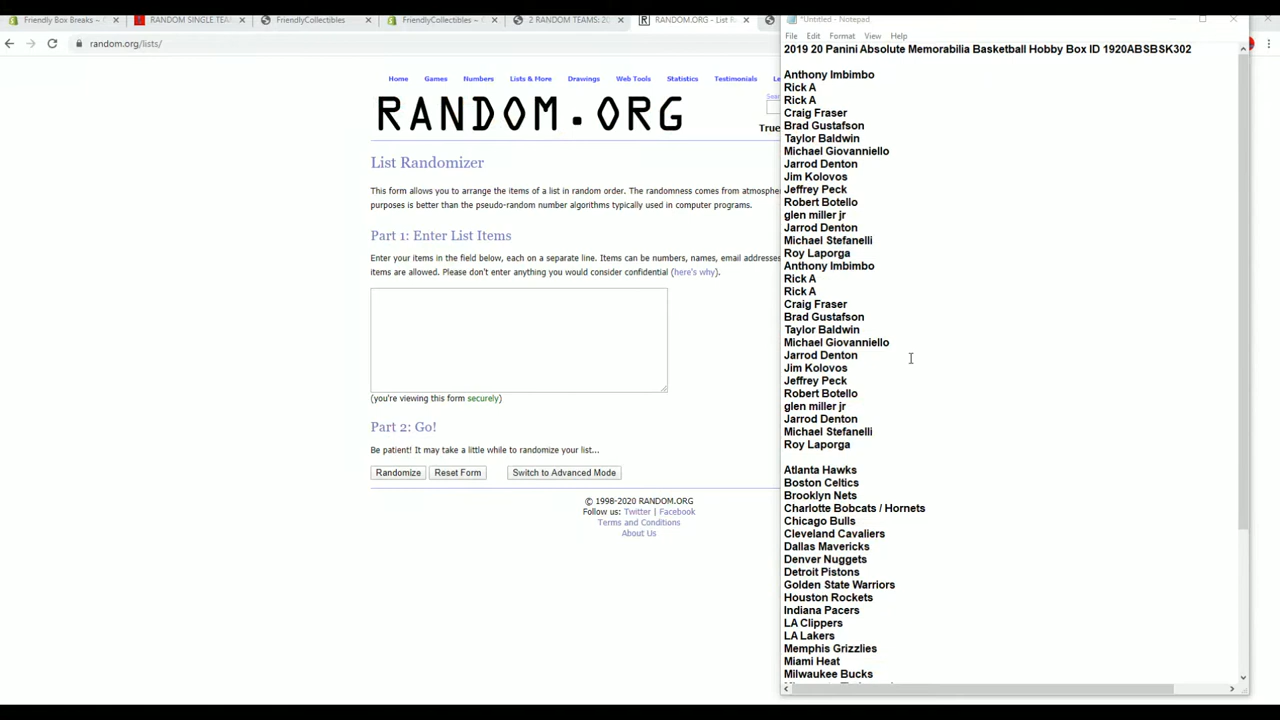 Friendly Box Breaks – 
RANDOM SINGLE TEA
FriendlyCollectibles
FriendlyCollectibles –
2 RANDOM TEAMS: 20
RANDOM.ORG - List R
*Untitled - Notepad
random.org/lists/
File Edit Format View Help
2019 20 Panini Absolute Memorabilia Basketball Hobby Box ID 1920ABSBSK302
Home Games Numbers Lists & More Drawings Web Tools Statistics Testimonials Le
RANDOM.ORG
True
List Randomizer
This form allows you to arrange the items of a list in random order. The randomness comes from atmospher
purposes is better than the pseudo-random number algorithms typically used in computer programs.
Part 1: Enter List Items
Enter your items in the field below, each on a separate line. Items can be numbers, names, email addresses
items are allowed. Please don't enter anything you would consider confidential (here's why).
(you're viewing this form securely)
Part 2: Go!
Be patient! It may take a little while to randomize your list...
Randomize Reset Form Switch to Advanced Mode
© 1998-2020 RANDOM.ORG
Follow us: Twitter | Facebook
Terms and Conditions
About Us
Anthony Imbimbo
Rick A
Rick A
Craig Fraser
Brad Gustafson
Taylor Baldwin
Michael Giovanniello
Jarrod Denton
Jim Kolovos
Jeffrey Peck
Robert Botello
glen miller jr
Jarrod Denton
Michael Stefanelli
Roy Laporga
Anthony Imbimbo
Rick A
Rick A
Craig Fraser
Brad Gustafson
Taylor Baldwin
Michael Giovanniello
Jarrod Denton
Jim Kolovos
Jeffrey Peck
Robert Botello
glen miller jr
Jarrod Denton
Michael Stefanelli
Roy Laporga
Atlanta Hawks
Boston Celtics
Brooklyn Nets
Charlotte Bobcats / Hornets
Chicago Bulls
Cleveland Cavaliers
Dallas Mavericks
Denver Nuggets
Detroit Pistons
Golden State Warriors
Houston Rockets
Indiana Pacers
LA Clippers
LA Lakers
Memphis Grizzlies
Miami Heat
Milwaukee Bucks